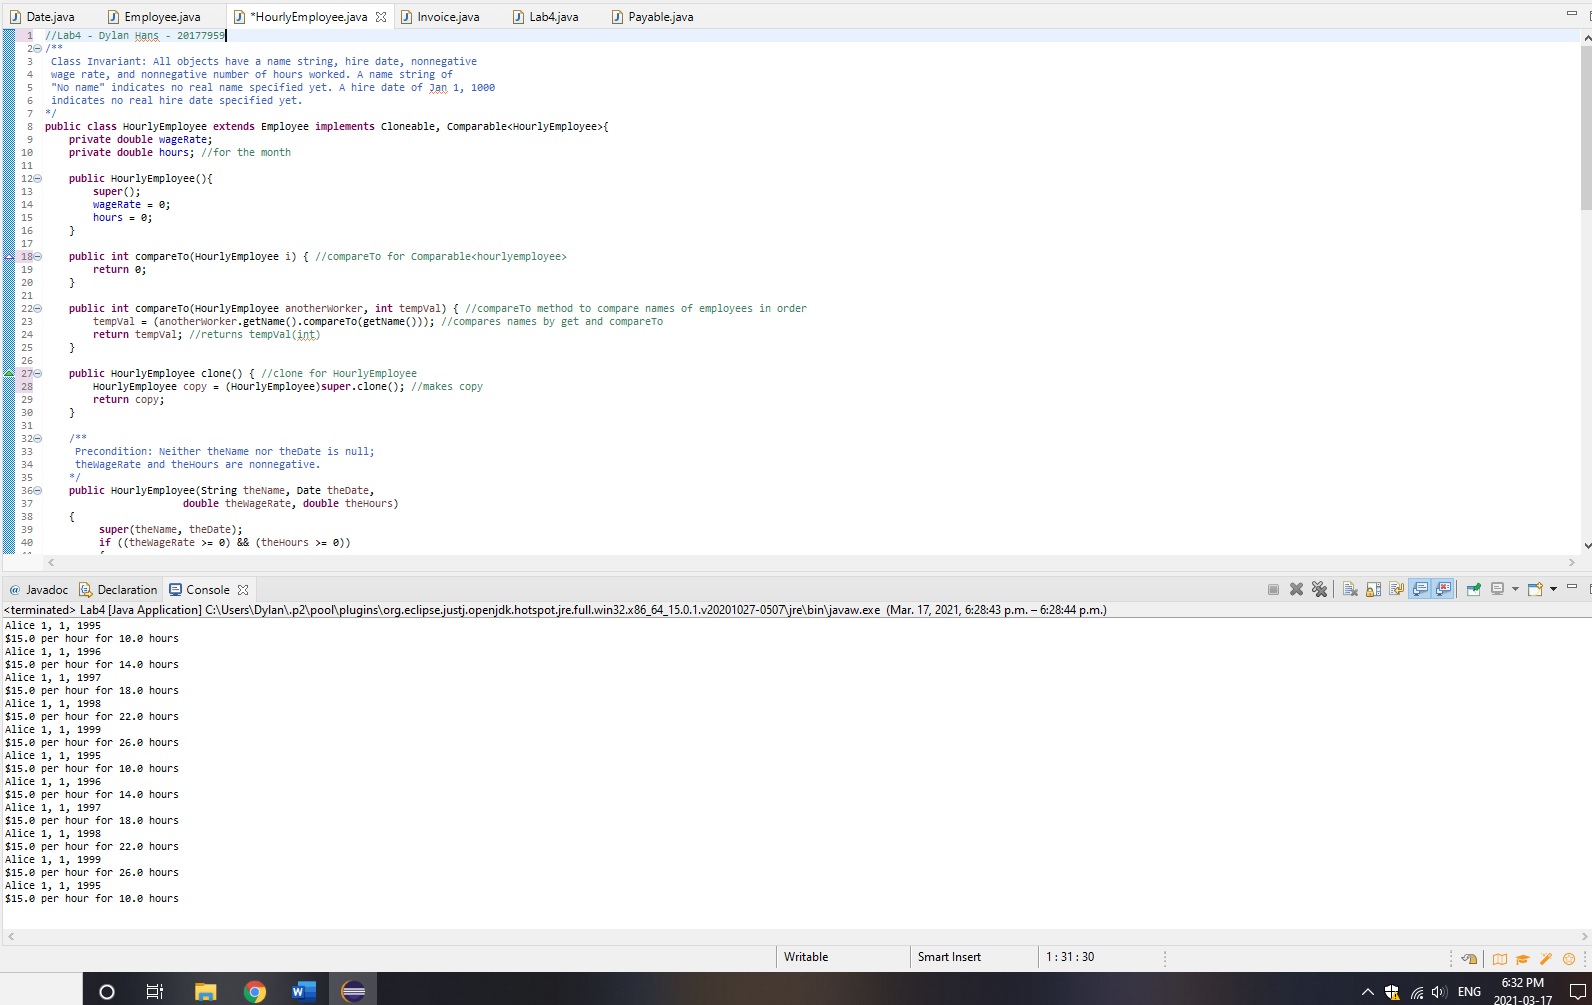 Date.java Employee.java *HourlyEmployee.java Invoice.java Lab4.java Payable.java
1 //Lab4 - Dylan Hans - 20177959
2 /**
3 Class Invariant: All objects have a name string, hire date, nonnegative
4 wage rate, and nonnegative number of hours worked. A name string of
5 "No name" indicates no real name specified yet. A hire date of Jan 1, 1000
6 indicates no real hire date specified yet.
7 */
8 public class HourlyEmployee extends Employee implements Cloneable, Comparable<HourlyEmployee>{
9 private double wageRate;
10 private double hours; //for the month
11
12 public HourlyEmployee(){
13 super();
14 wageRate = 0;
15 hours = 0;
16 }
17
18 public int compareTo(HourlyEmployee i) { //compareTo for Comparable<hourlyemployee>
19 return 0;
20 }
21
22 public int compareTo(HourlyEmployee anotherWorker, int tempVal) { //compareTo method to compare names of employees in order
23 tempVal = (anotherWorker.getName().compareTo(getName())); //compares names by get and compareTo
24 return tempVal; //returns tempVal(int)
25 }
26
27 public HourlyEmployee clone() { //clone for HourlyEmployee
28 HourlyEmployee copy = (HourlyEmployee)super.clone(); //makes copy
29 return copy;
30 }
31
32 /**
33 Precondition: Neither theName nor theDate is null;
34 theWageRate and theHours are nonnegative.
35 */
36 public HourlyEmployee(String theName, Date theDate,
37 double theWageRate, double theHours)
38 {
39 super(theName, theDate);
40 if ((theWageRate >= 0) && (theHours >= 0))
@ Javadoc Declaration Console
<terminated> Lab4 [Java Application] C:\Users\Dylan\.p2\pool\plugins\org.eclipse.justj.openjdk.hotspot.jre.full.win32.x86_64_15.0.1.v20201027-0507\jre\bin\javaw.exe (Mar. 17, 2021, 6:28:43 p.m. – 6:28:44 p.m.)
Alice 1, 1, 1995
$15.0 per hour for 10.0 hours
Alice 1, 1, 1996
$15.0 per hour for 14.0 hours
Alice 1, 1, 1997
$15.0 per hour for 18.0 hours
Alice 1, 1, 1998
$15.0 per hour for 22.0 hours
Alice 1, 1, 1999
$15.0 per hour for 26.0 hours
Alice 1, 1, 1995
$15.0 per hour for 10.0 hours
Alice 1, 1, 1996
$15.0 per hour for 14.0 hours
Alice 1, 1, 1997
$15.0 per hour for 18.0 hours
Alice 1, 1, 1998
$15.0 per hour for 22.0 hours
Alice 1, 1, 1999
$15.0 per hour for 26.0 hours
Alice 1, 1, 1995
$15.0 per hour for 10.0 hours
Writable Smart Insert 1 : 31 : 30
ENG 6:32 PM
2021-03-17